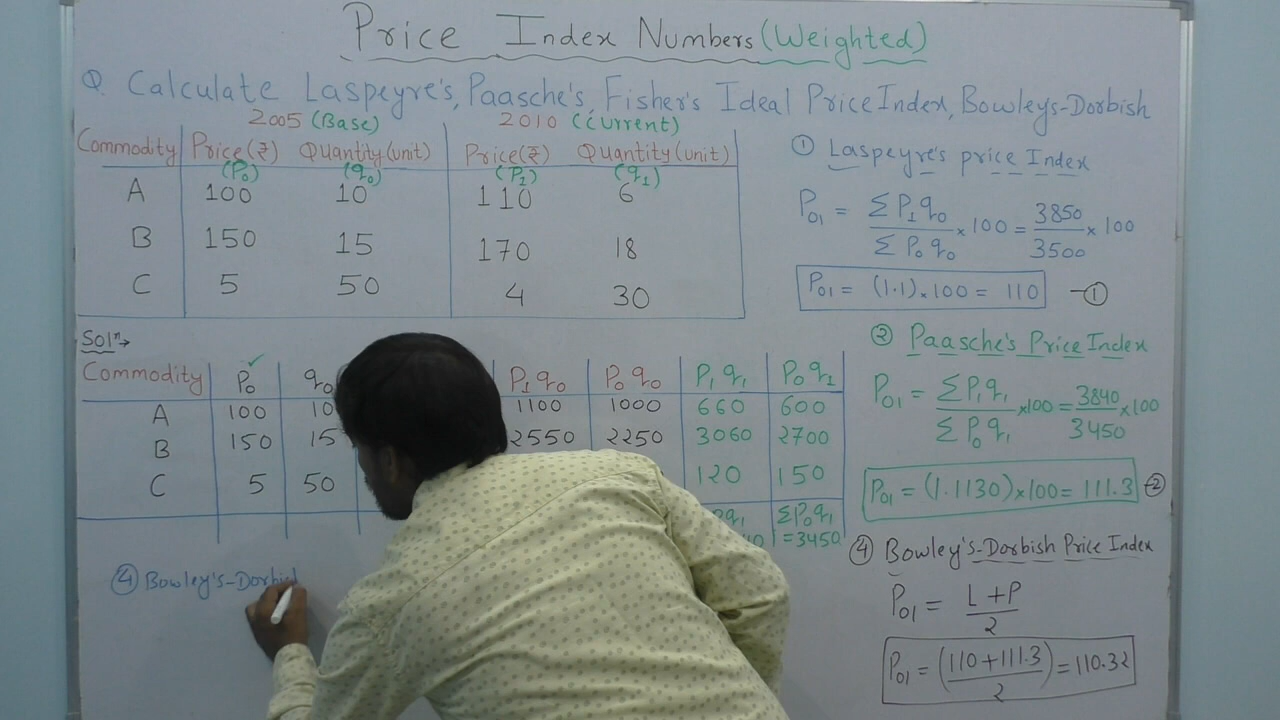 Price Index Numbers (Weighted)
Q. Calculate Laspeyre's, Paasche's, Fisher's Ideal Price Index, Bowleys-Dorbish
2005 (Base) 2010 (Current)
Commodity Price(₹) Quantity(unit) Price(₹) Quantity(unit)
(P₀) (q₀) (P₁) (q₁)
A 100 10 110 6
B 150 15 170 18
C 5 50 4 30
① Laspeyre's price Index
P₀₁ = ΣP₁q₀ / ΣP₀q₀ × 100 = 3850/3500 × 100
P₀₁ = (1.1)×100 = 110 —①
Solⁿ→
Commodity P₀ ✓ q₀ P₁q₀ P₀q₀ P₁q₁ P₀q₁
A 100 10 1100 1000 660 600
B 150 15 2550 2250 3060 2700
C 5 50 120 150
ΣP₀q₁
=3450
② Paasche's Price Index
P₀₁ = ΣP₁q₁ / ΣP₀q₁ ×100 = 3840/3450 ×100
P₀₁ = (1.1130)×100 = 111.3 —②
④ Bowley's-Dorbish Price Index
P₀₁ = L+P / 2
P₀₁ = (110+111.3 / 2) = 110.32
④ Bowley's-Dorbish